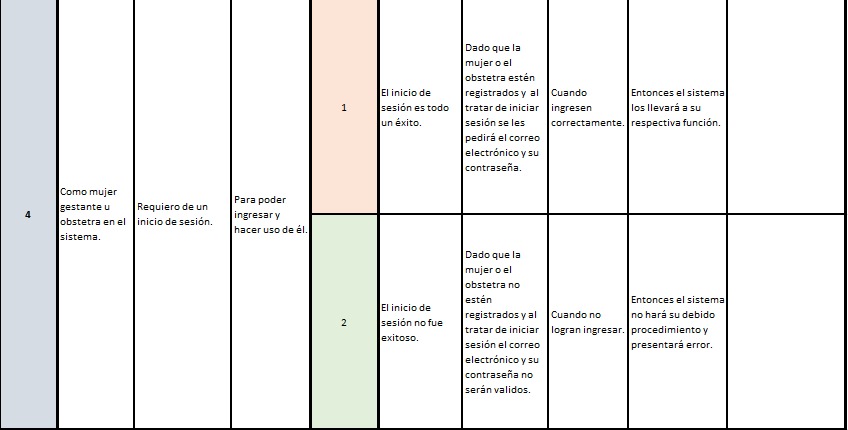 4
Como mujer
gestante u
obstetra en el
sistema.
Requiero de un
inicio de sesión.
Para poder
ingresar y
hacer uso de él.
1
El inicio de
sesión es todo
un éxito.
Dado que la
mujer o el
obstetra estén
registrados y al
tratar de iniciar
sesión se les
pedirá el correo
electrónico y su
contraseña.
Cuando
ingresen
correctamente.
Entonces el sistema
los llevará a su
respectiva función.
2
El inicio de
sesión no fue
exitoso.
Dado que la
mujer o el
obstetra no
estén
registrados y al
tratar de iniciar
sesión el correo
electrónico y su
contraseña no
serán validos.
Cuando no
logran ingresar.
Entonces el sistema
no hará su debido
procedimiento y
presentará error.